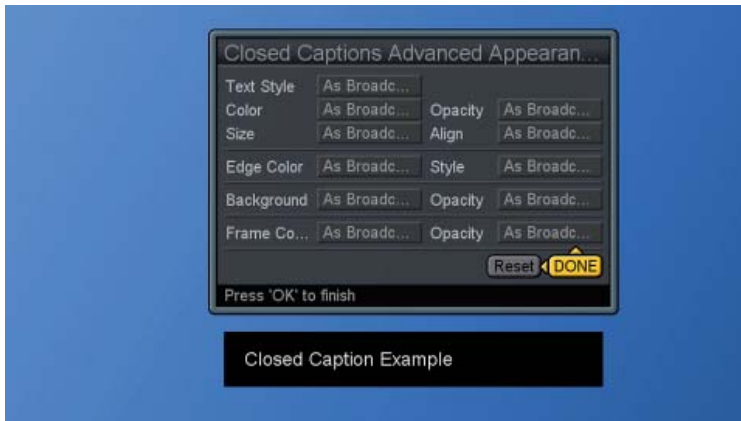 Closed Captions Advanced Appearan...
Text Style As Broadc...
Color As Broadc... Opacity As Broadc...
Size As Broadc... Align As Broadc...
Edge Color As Broadc... Style As Broadc...
Background As Broadc... Opacity As Broadc...
Frame Co... As Broadc... Opacity As Broadc...
Reset DONE
Press 'OK' to finish
Closed Caption Example